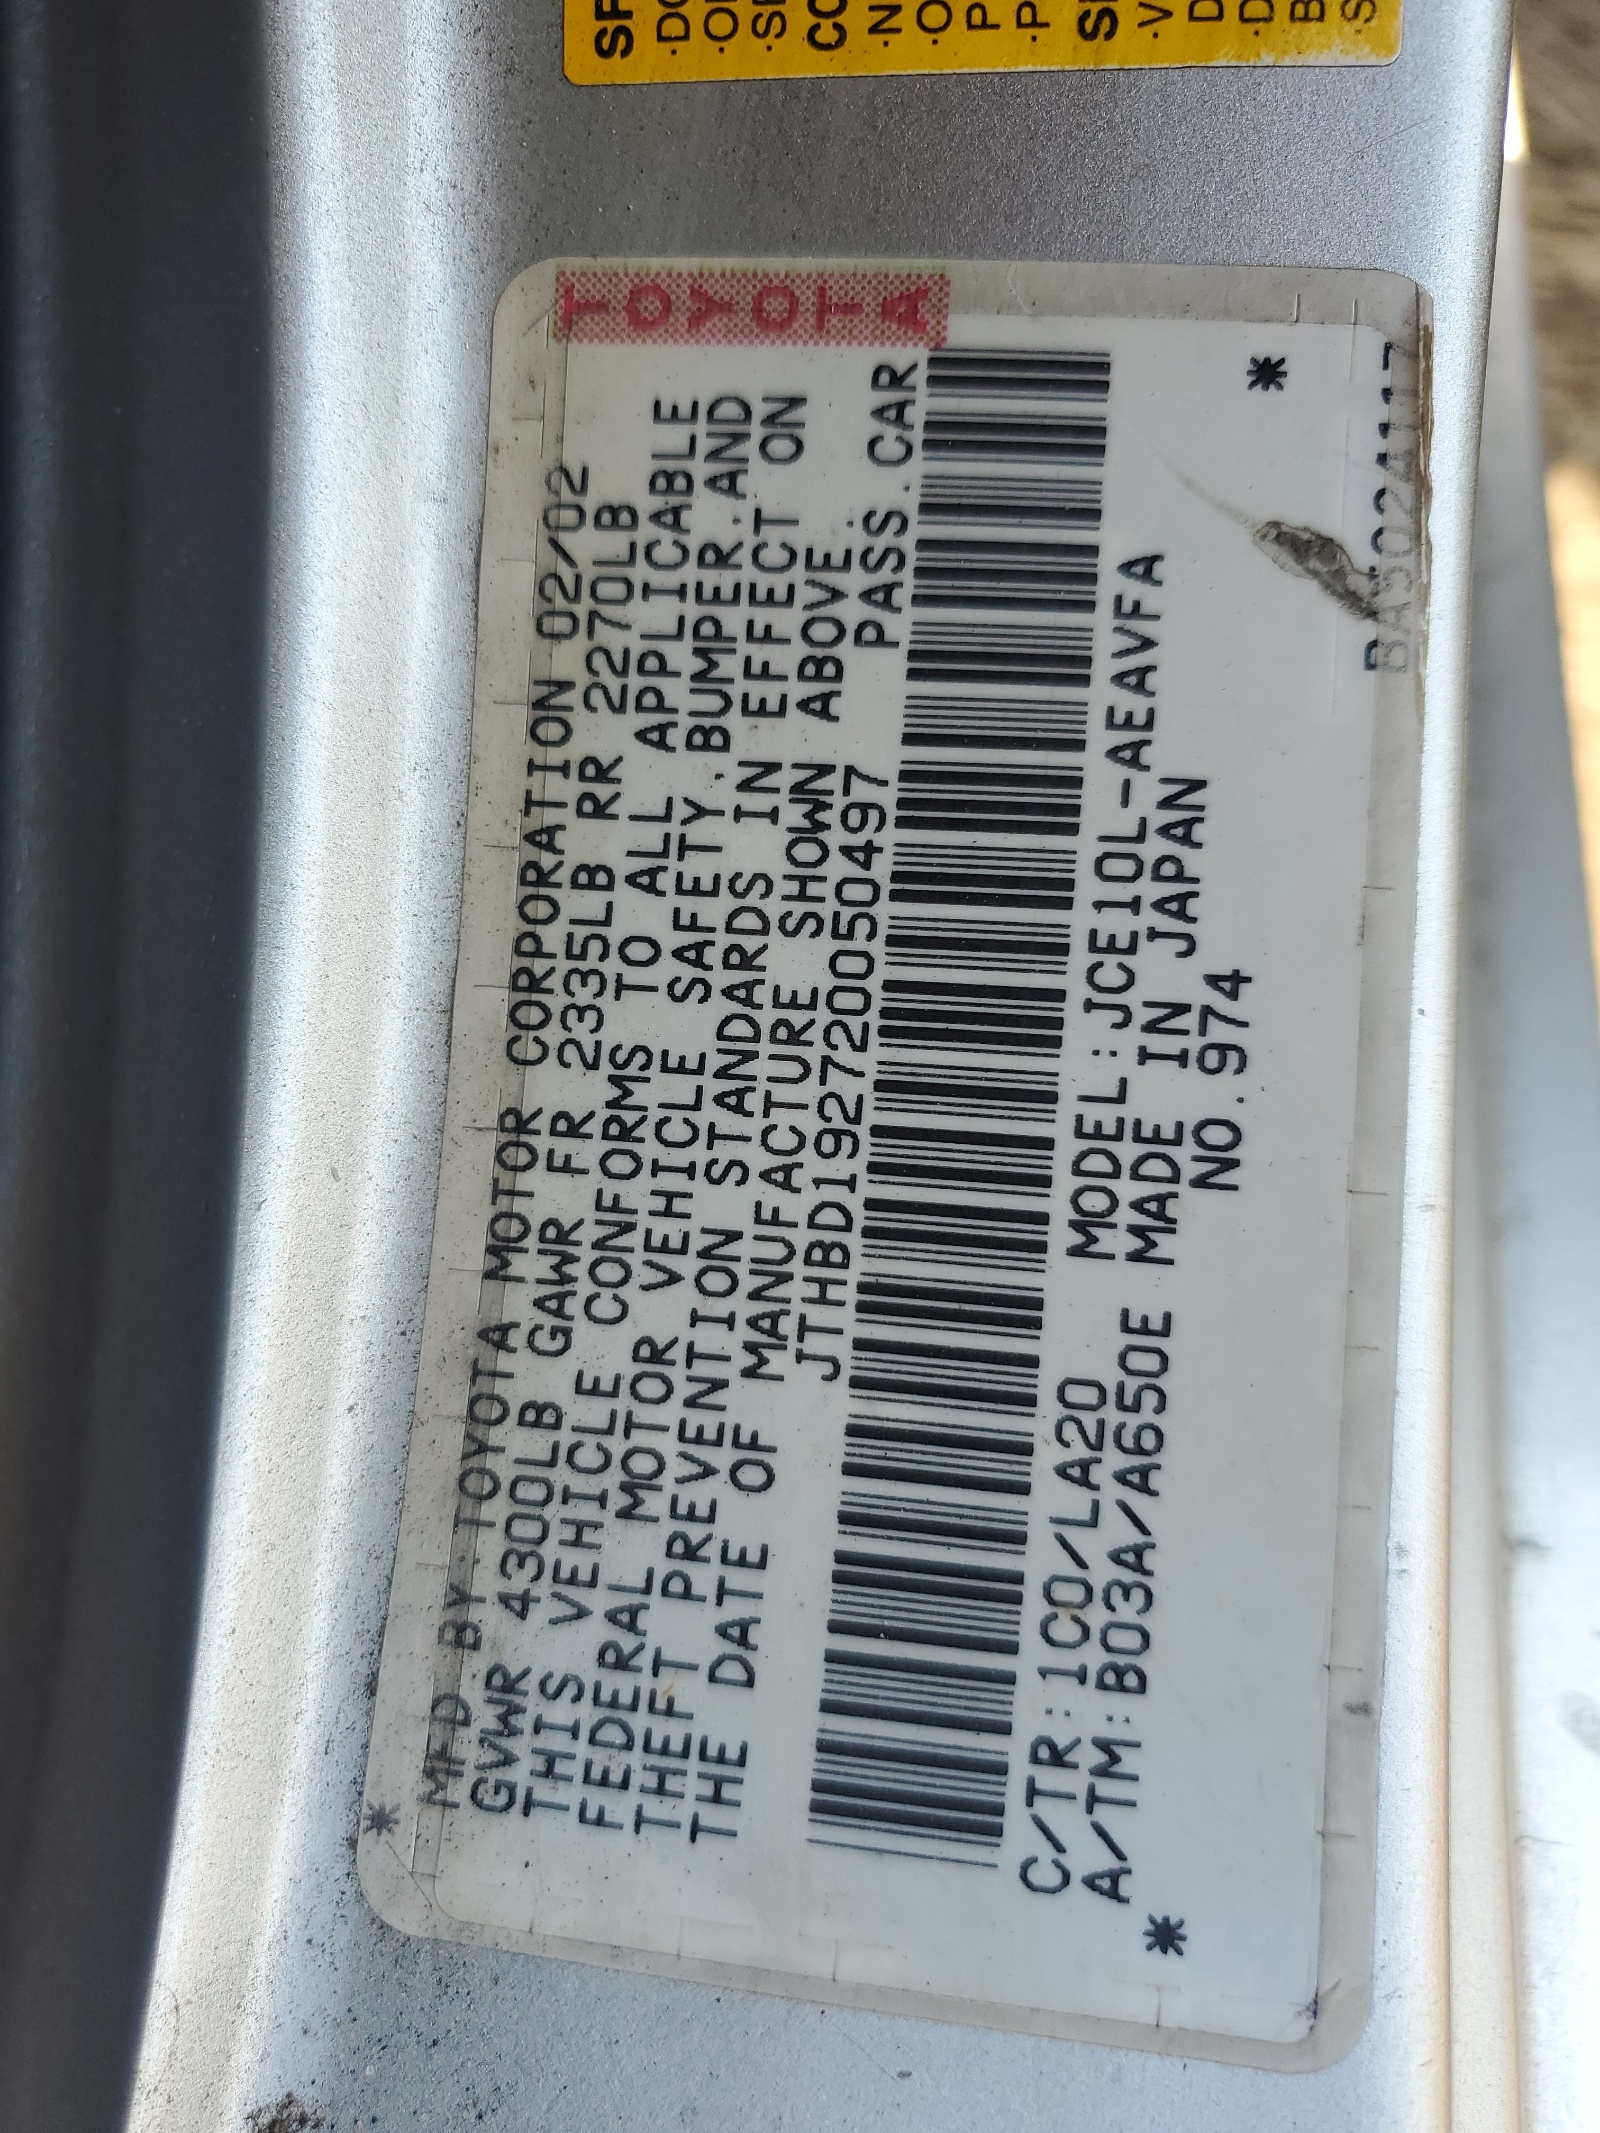 TOYOTA
MFD BY:TOYOTA MOTOR CORPORATION 02/02
GVWR 4300LB GAWR FR 2335LB RR 2270LB
THIS VEHICLE CONFORMS TO ALL APPLICABLE
FEDERAL MOTOR VEHICLE SAFETY,BUMPER,AND
THEFT PREVENTION STANDARDS IN EFFECT ON
THE DATE OF MANUFACTURE SHOWN ABOVE.
JTHBD192720050497 PASS.CAR
C/TR:1C0/LA20 MODEL:JCE10L-AEAVFA
A/TM:B03A/A650E MADE IN JAPAN
NO.974